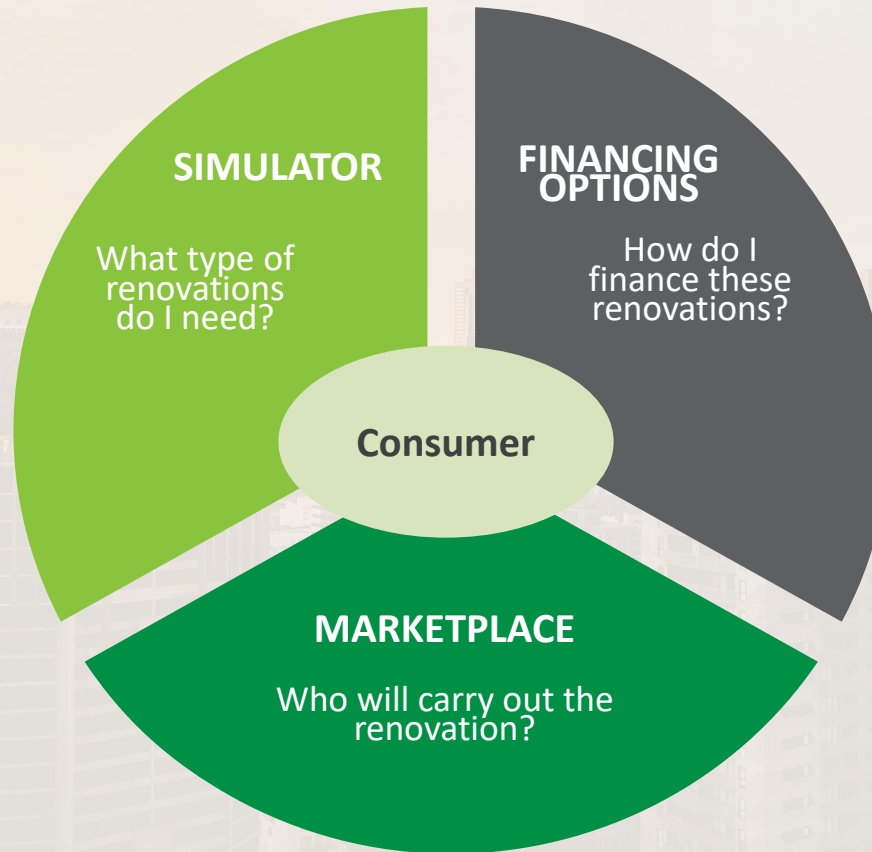 SIMULATOR
What type of
renovations
do I need?
FINANCING
OPTIONS
How do I
finance these
renovations?
Consumer
MARKETPLACE
Who will carry out the
renovation?